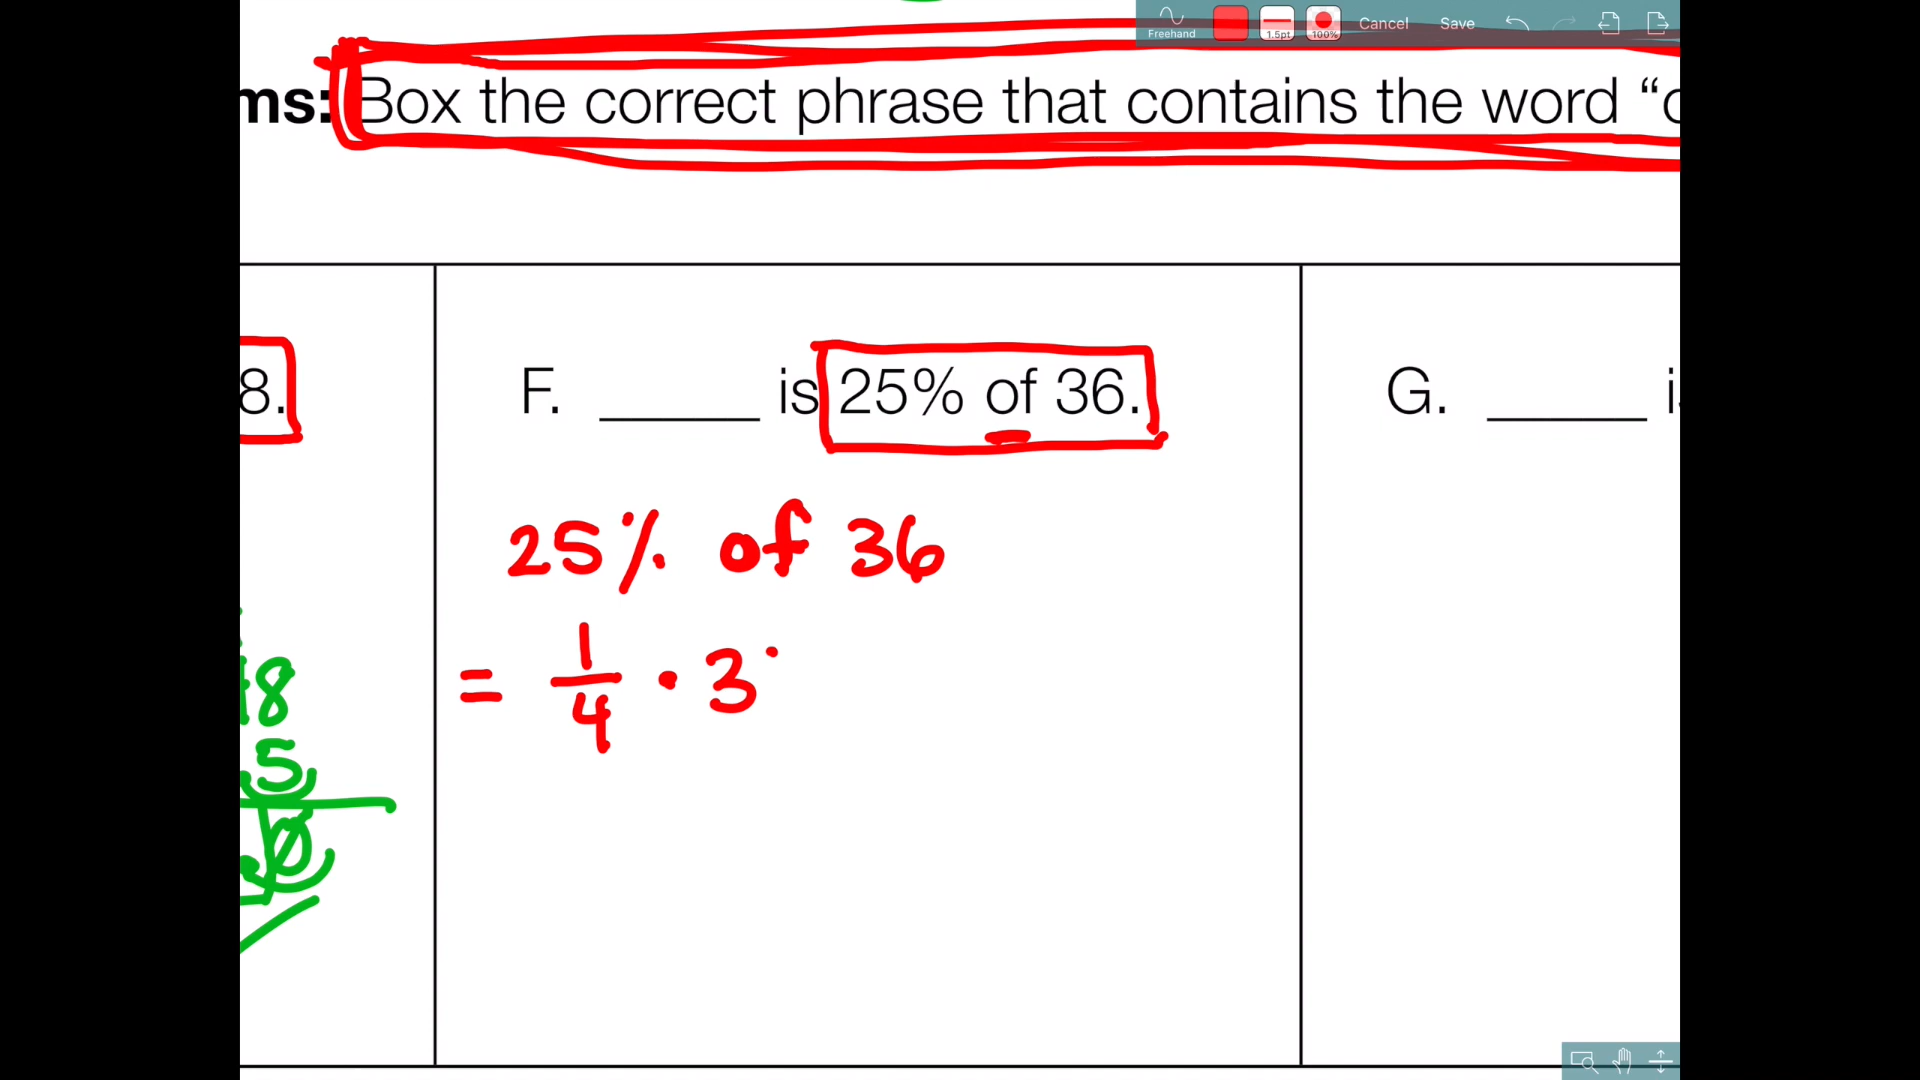 Freehand 1.5pt 100% Cancel Save
ms: Box the correct phrase that contains the word “
8. F. ______ is 25% of 36. G. ______ i
25% of 36
= 1/4 · 3
18
5